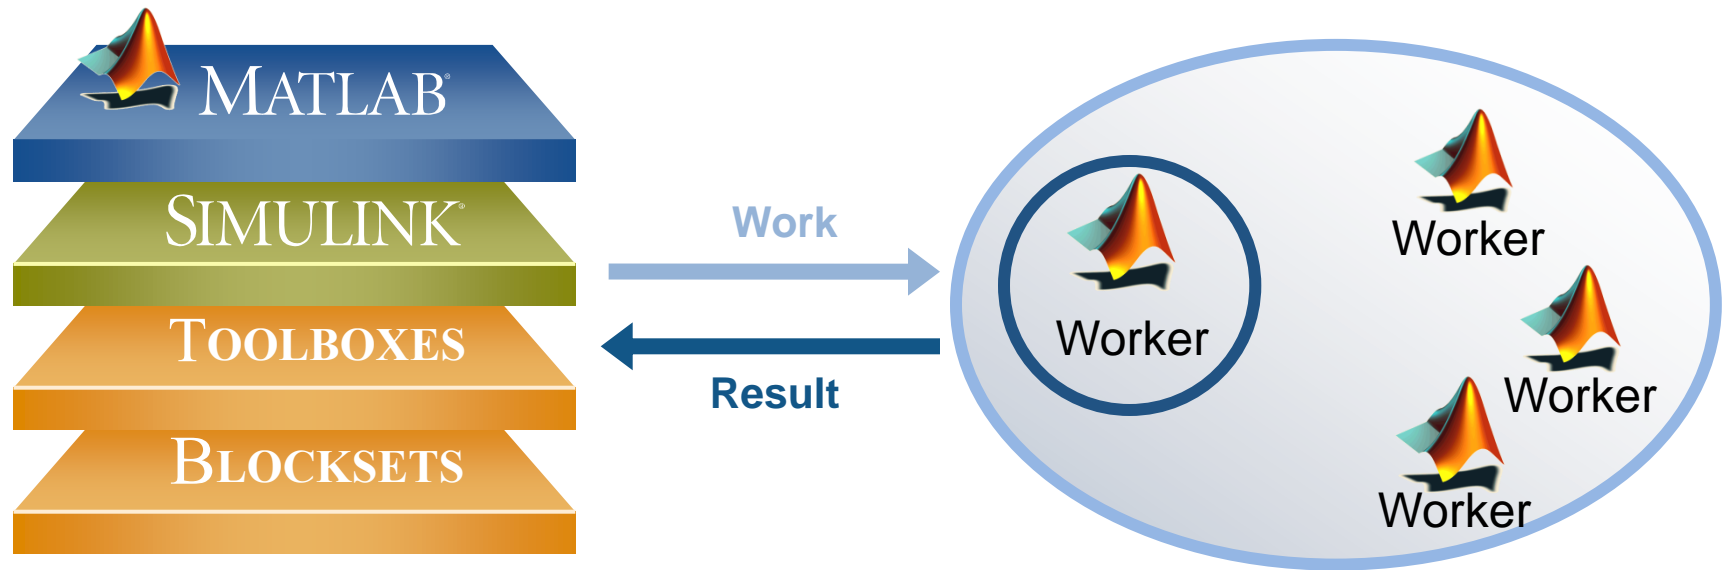 MATLAB®
SIMULINK®
TOOLBOXES
BLOCKSETS
Work
Result
Worker
Worker
Worker
Worker